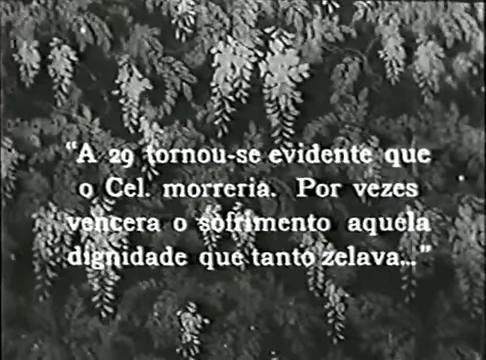 “A 29 tornou-se evidente que
o Cel. morreria. Por vezes
vencera o sofrimento aquela
dignidade que tanto zelava...”